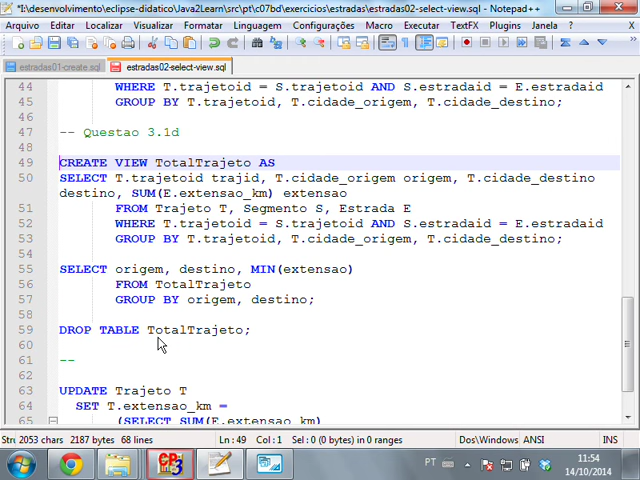 *I:\desenvolvimento\eclipse-didatico\Java2Learn\src\pt\c07bd\exercicios\estradas\estradas02-select-view.sql - Notepad++
Arquivo Editar Localizar Visualizar Formatar Linguagem Configurações Macro Executar TextFX Plugins Janela ? X
estradas01-create.sql estradas02-select-view.sql
44 WHERE T.trajetoid = S.trajetoid AND S.estradaid = E.estradaid
45 GROUP BY T.trajetoid, T.cidade_origem, T.cidade_destino;
46
47 -- Questao 3.1d
48
49 CREATE VIEW TotalTrajeto AS
50 SELECT T.trajetoid trajid, T.cidade_origem origem, T.cidade_destino
destino, SUM(E.extensao_km) extensao
51 FROM Trajeto T, Segmento S, Estrada E
52 WHERE T.trajetoid = S.trajetoid AND S.estradaid = E.estradaid
53 GROUP BY T.trajetoid, T.cidade_origem, T.cidade_destino;
54
55 SELECT origem, destino, MIN(extensao)
56 FROM TotalTrajeto
57 GROUP BY origem, destino;
58
59 DROP TABLE TotalTrajeto;
60
61 --
62
63 UPDATE Trajeto T
64 SET T.extensao_km =
65 (SELECT SUM(E.extensao_km)
Stru 2053 chars 2187 bytes 68 lines Ln : 49 Col : 1 Sel : 0 (0 bytes) in 0 ranges Dos\Windows ANSI INS
PT 11:54
14/10/2014